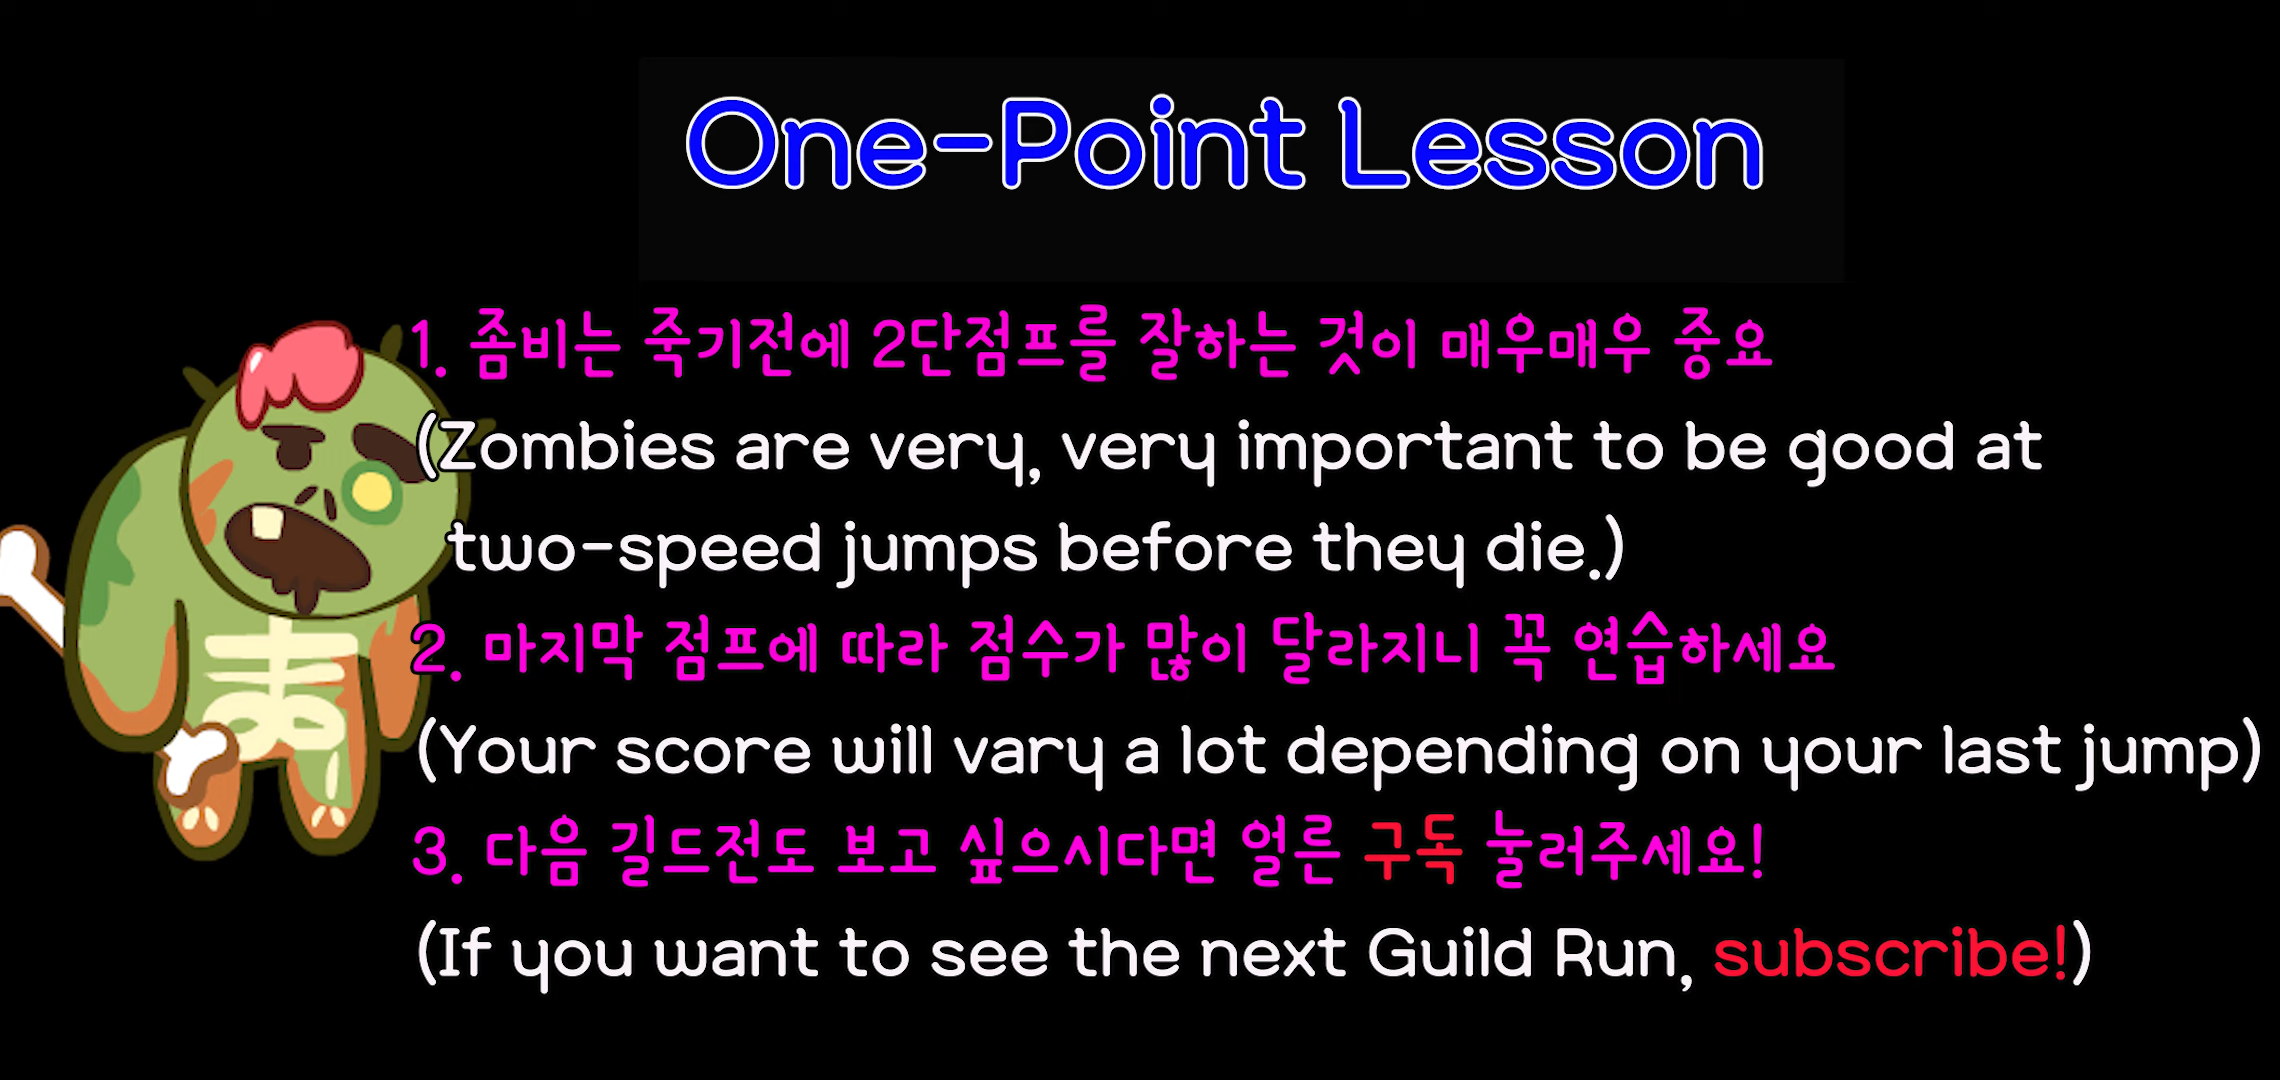 One-Point Lesson
1. 좀비는 죽기전에 2단점프를 잘하는 것이 매우매우 중요
(Zombies are very, very important to be good at
two-speed jumps before they die.)
2. 마지막 점프에 따라 점수가 많이 달라지니 꼭 연습하세요
(Your score will vary a lot depending on your last jump)
3. 다음 길드전도 보고 싶으시다면 얼른 구독 눌러주세요!
(If you want to see the next Guild Run, subscribe!)